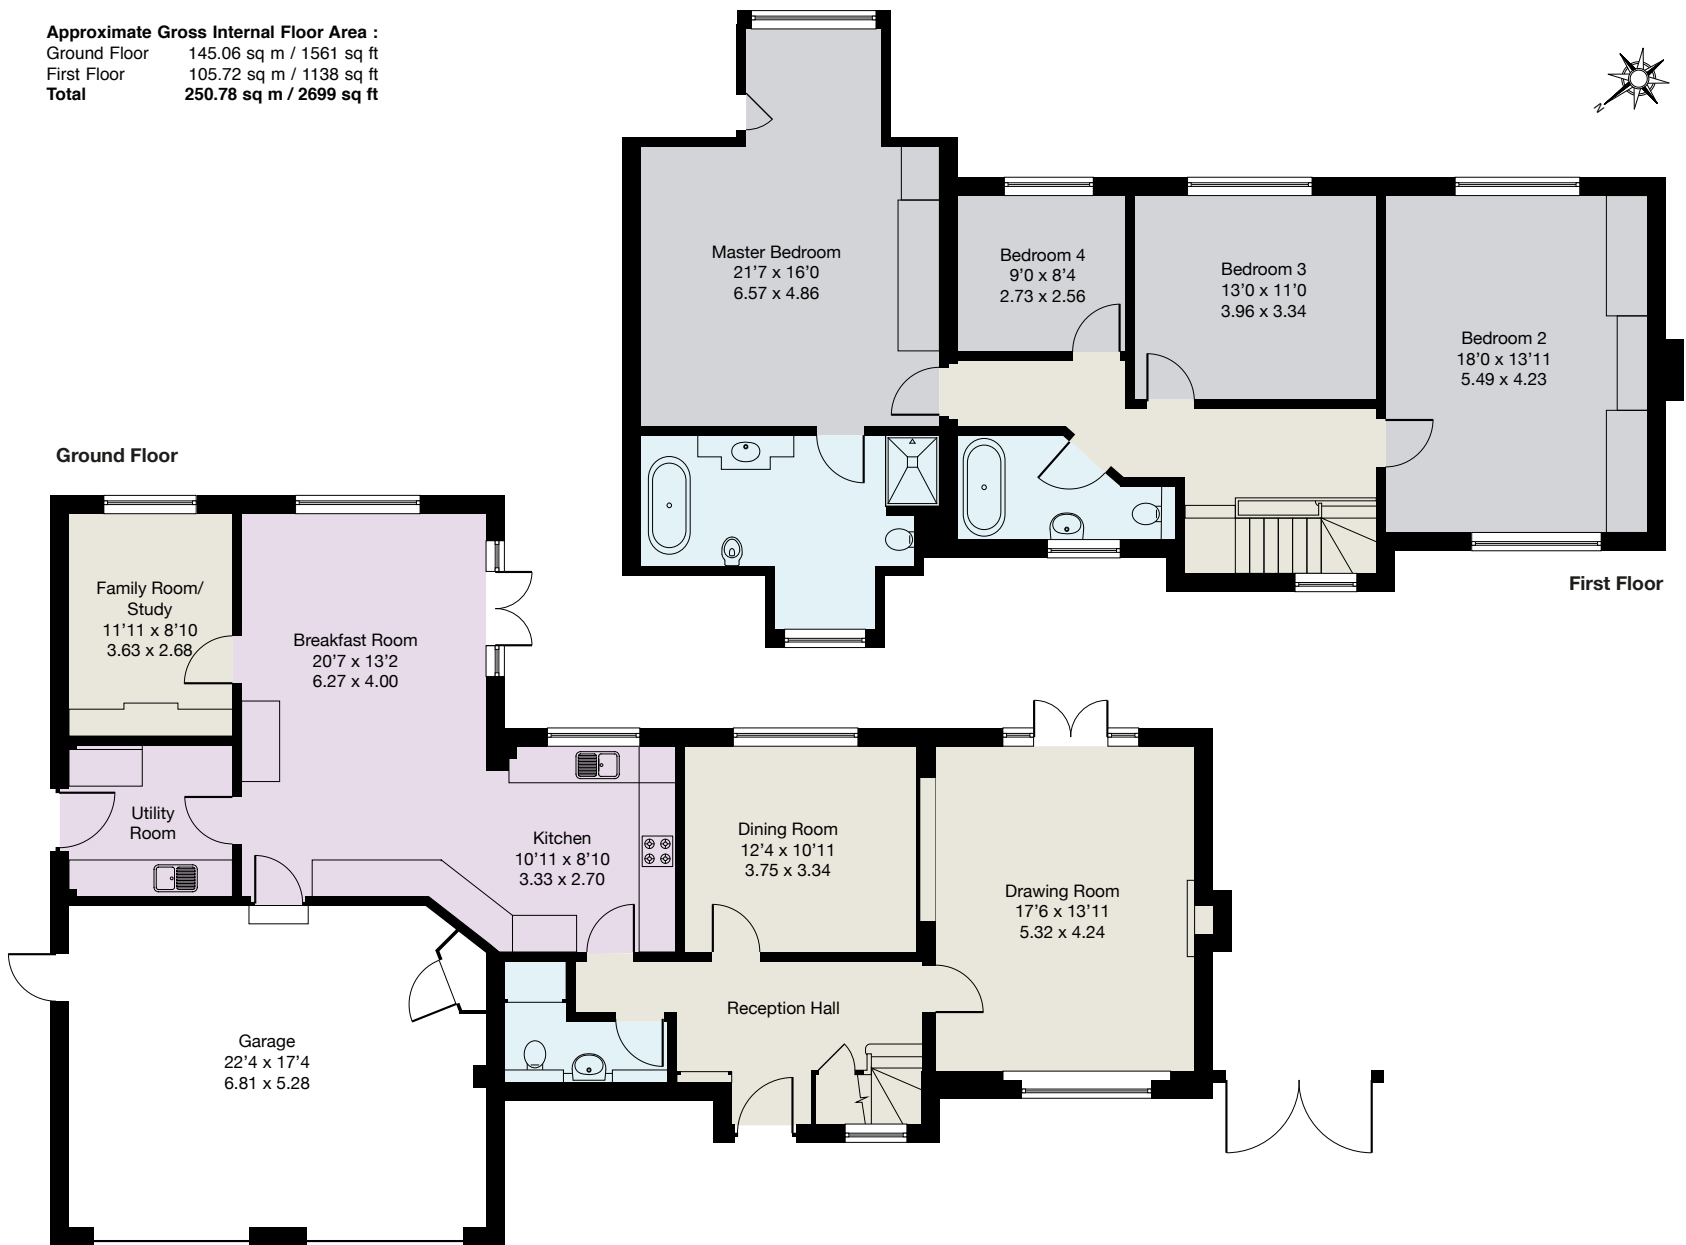 Approximate Gross Internal Floor Area :
Ground Floor 145.06 sq m / 1561 sq ft
First Floor 105.72 sq m / 1138 sq ft
Total 250.78 sq m / 2699 sq ft
N
Master Bedroom
21'7 x 16'0
6.57 x 4.86
Bedroom 4
9'0 x 8'4
2.73 x 2.56
Bedroom 3
13'0 x 11'0
3.96 x 3.34
Bedroom 2
18'0 x 13'11
5.49 x 4.23
First Floor
Ground Floor
Family Room/
Study
11'11 x 8'10
3.63 x 2.68
Breakfast Room
20'7 x 13'2
6.27 x 4.00
Utility
Room
Kitchen
10'11 x 8'10
3.33 x 2.70
Dining Room
12'4 x 10'11
3.75 x 3.34
Drawing Room
17'6 x 13'11
5.32 x 4.24
Reception Hall
Garage
22'4 x 17'4
6.81 x 5.28